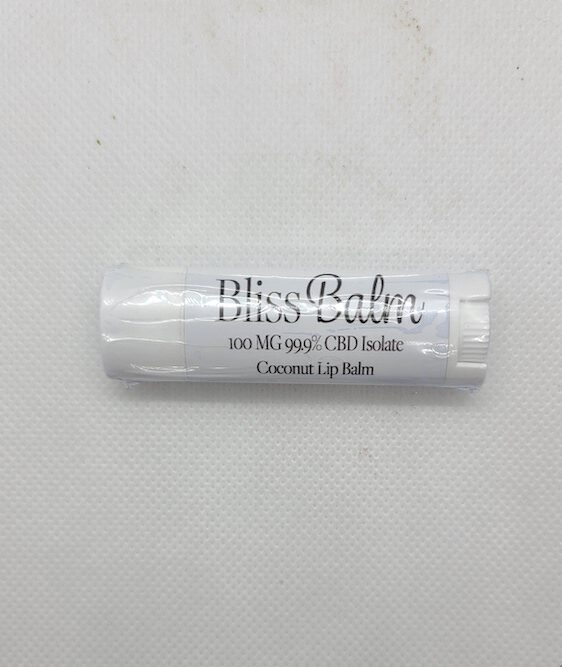 Bliss Balm
100 MG 99.9% CBD Isolate
Coconut Lip Balm